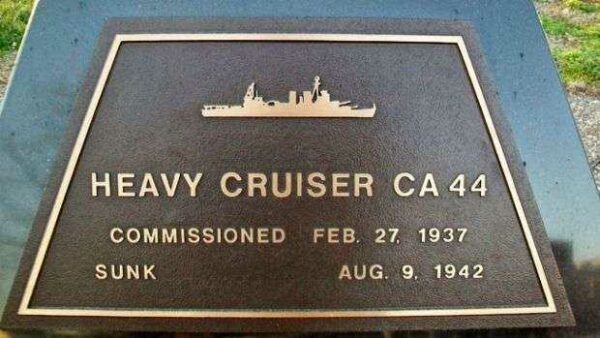 HEAVY CRUISER CA 44
COMMISSIONED FEB. 27, 1937
SUNK AUG. 9, 1942